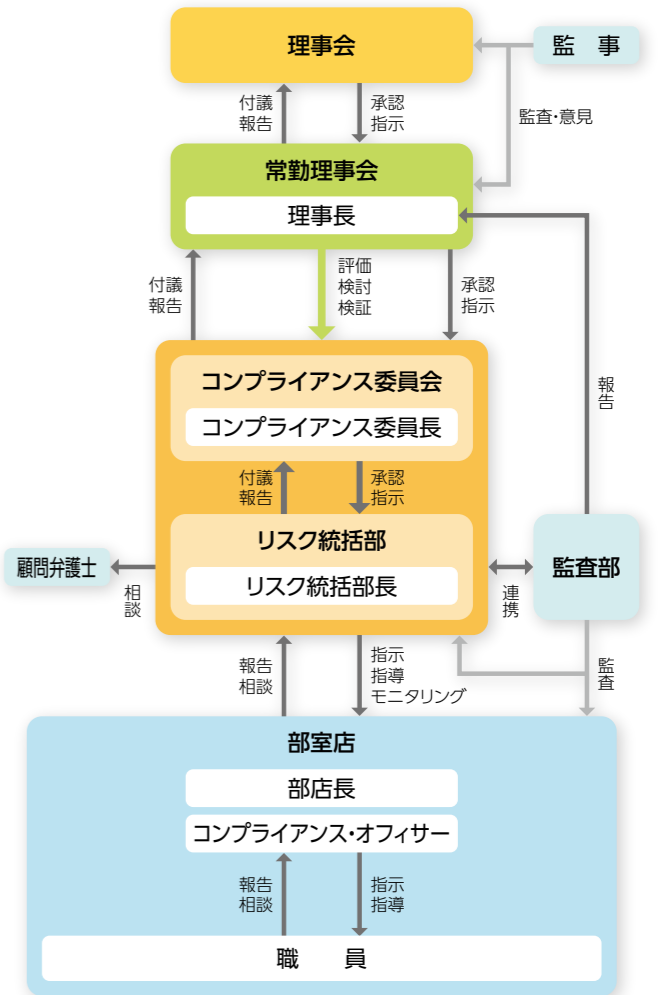 理事会
監　事
付議
報告
承認
指示
監査・意見
常勤理事会
理事長
付議
報告
評価
検討
検証
承認
指示
報告
コンプライアンス委員会
コンプライアンス委員長
付議
報告
承認
指示
リスク統括部
リスク統括部長
顧問弁護士
相談
連携
監査部
報告
相談
指示
指導
モニタリング
監査
部室店
部店長
コンプライアンス・オフィサー
報告
相談
指示
指導
職　員